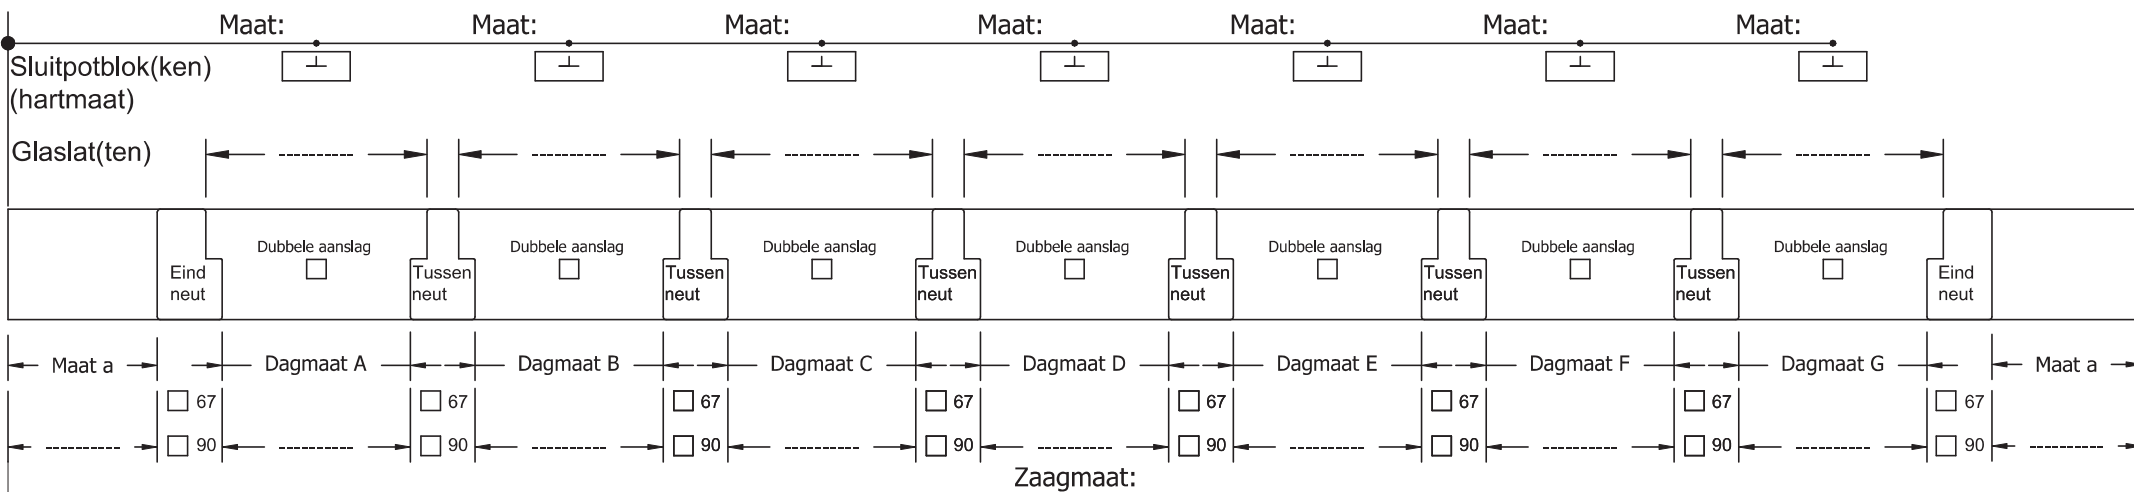 Maat: Maat: Maat: Maat: Maat: Maat: Maat:
Sluitpotblok(ken)
(hartmaat)
Glaslat(ten)
Dubbele aanslag Dubbele aanslag Dubbele aanslag Dubbele aanslag Dubbele aanslag Dubbele aanslag Dubbele aanslag
Eind Tussen Tussen Tussen Tussen Tussen Tussen Eind
neut neut neut neut neut neut neut neut
Maat a Dagmaat A Dagmaat B Dagmaat C Dagmaat D Dagmaat E Dagmaat F Dagmaat G Maat a
67 67 67 67 67 67 67 67
90 90 90 90 90 90 90 90
Zaagmaat: